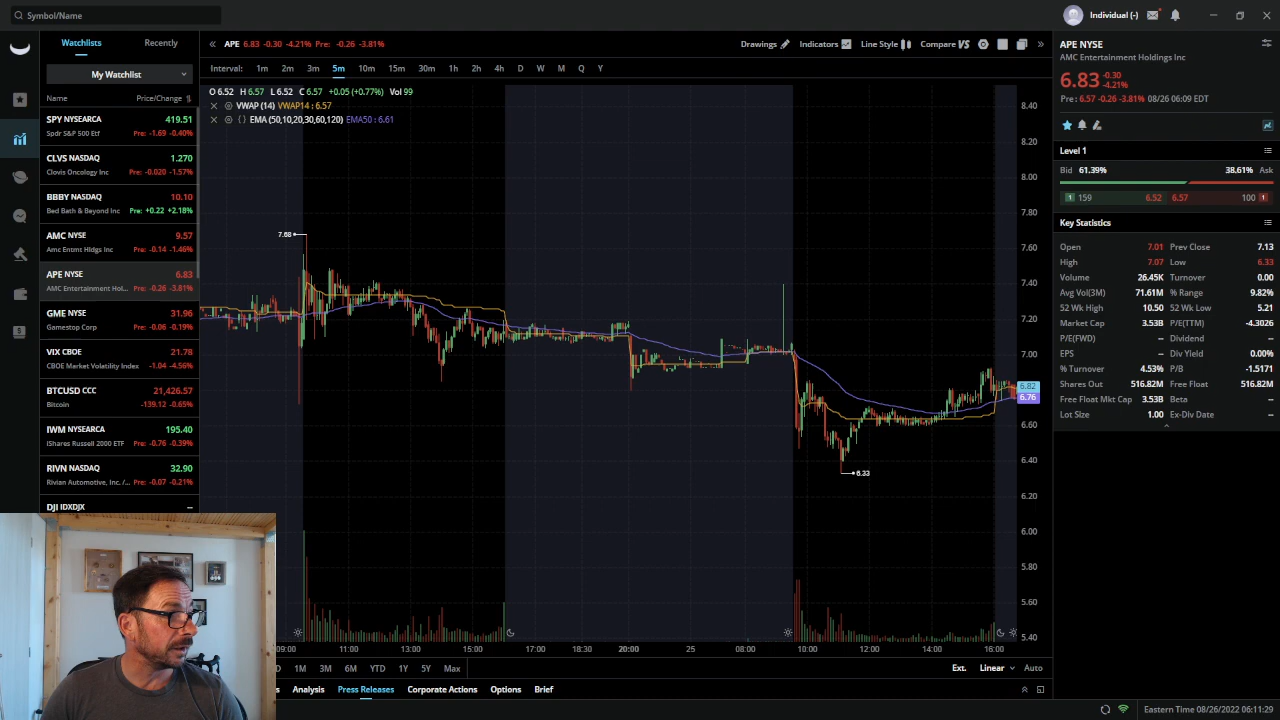 Symbol/Name
Individual (-)
Watchlists
Recently
My Watchlist
Name Price/Change
SPY NYSEARCA 419.51
Spdr S&P 500 Etf Pre: -1.69 -0.40%
CLVS NASDAQ 1.270
Clovis Oncology Inc Pre: -0.020 -1.57%
BBBY NASDAQ 10.10
Bed Bath & Beyond Inc Pre: +0.22 +2.18%
AMC NYSE 9.57
Amc Entmt Hldgs Inc Pre: -0.14 -1.46%
APE NYSE 6.83
AMC Entertainment Hol... Pre: -0.26 -3.81%
GME NYSE 31.96
Gamestop Corp Pre: -0.06 -0.19%
VIX CBOE 21.78
CBOE Market Volatility Index -1.04 -4.56%
BTCUSD CCC 21,426.57
Bitcoin -139.12 -0.65%
IWM NYSEARCA 195.40
IShares Russell 2000 ETF Pre: -0.76 -0.39%
RIVN NASDAQ 32.90
Rivian Automotive, Inc. /... Pre: -0.07 -0.21%
DJI IDXDJX --
APE 6.83 -0.30 -4.21% Pre: -0.26 -3.81%
Drawings Indicators Line Style Compare VS
Interval: 1m 2m 3m 5m 10m 15m 30m 1h 2h 4h D W M Q Y
O 6.52 H 6.57 L 6.52 C 6.57 +0.05 (+0.77%) Vol 99
VWAP (14) VWAP14 : 6.57
EMA (50,10,20,30,60,120) EMA50 : 6.61
7.68
6.33
8.40
8.20
8.00
7.80
7.60
7.40
7.20
7.00
6.82
6.76
6.60
6.40
6.20
6.00
5.80
5.60
5.40
09:00 11:00 13:00 15:00 17:00 18:30 20:00 25 08:00 10:00 12:00 14:00 16:00
D 1M 3M 6M YTD 1Y 5Y Max
Ext. Linear Auto
s Analysis Press Releases Corporate Actions Options Brief
APE NYSE
AMC Entertainment Holdings Inc
6.83 -0.30
-4.21%
Pre : 6.57 -0.26 -3.81% 08/26 06:09 EDT
Level 1
Bid 61.39% 38.61% Ask
1 159 6.52 6.57 100 1
Key Statistics
Open 7.01 Prev Close 7.13
High 7.07 Low 6.33
Volume 26.45K Turnover 0.00
Avg Vol(3M) 71.61M % Range 9.82%
52 Wk High 10.50 52 Wk Low 5.21
Market Cap 3.53B P/E(TTM) -4.3026
P/E(FWD) -- Dividend --
EPS -- Div Yield 0.00%
% Turnover 4.53% P/B -1.5171
Shares Out 516.82M Free Float 516.82M
Free Float Mkt Cap 3.53B Beta --
Lot Size 1.00 Ex-Div Date --
Eastern Time 08/26/2022 06:11:29